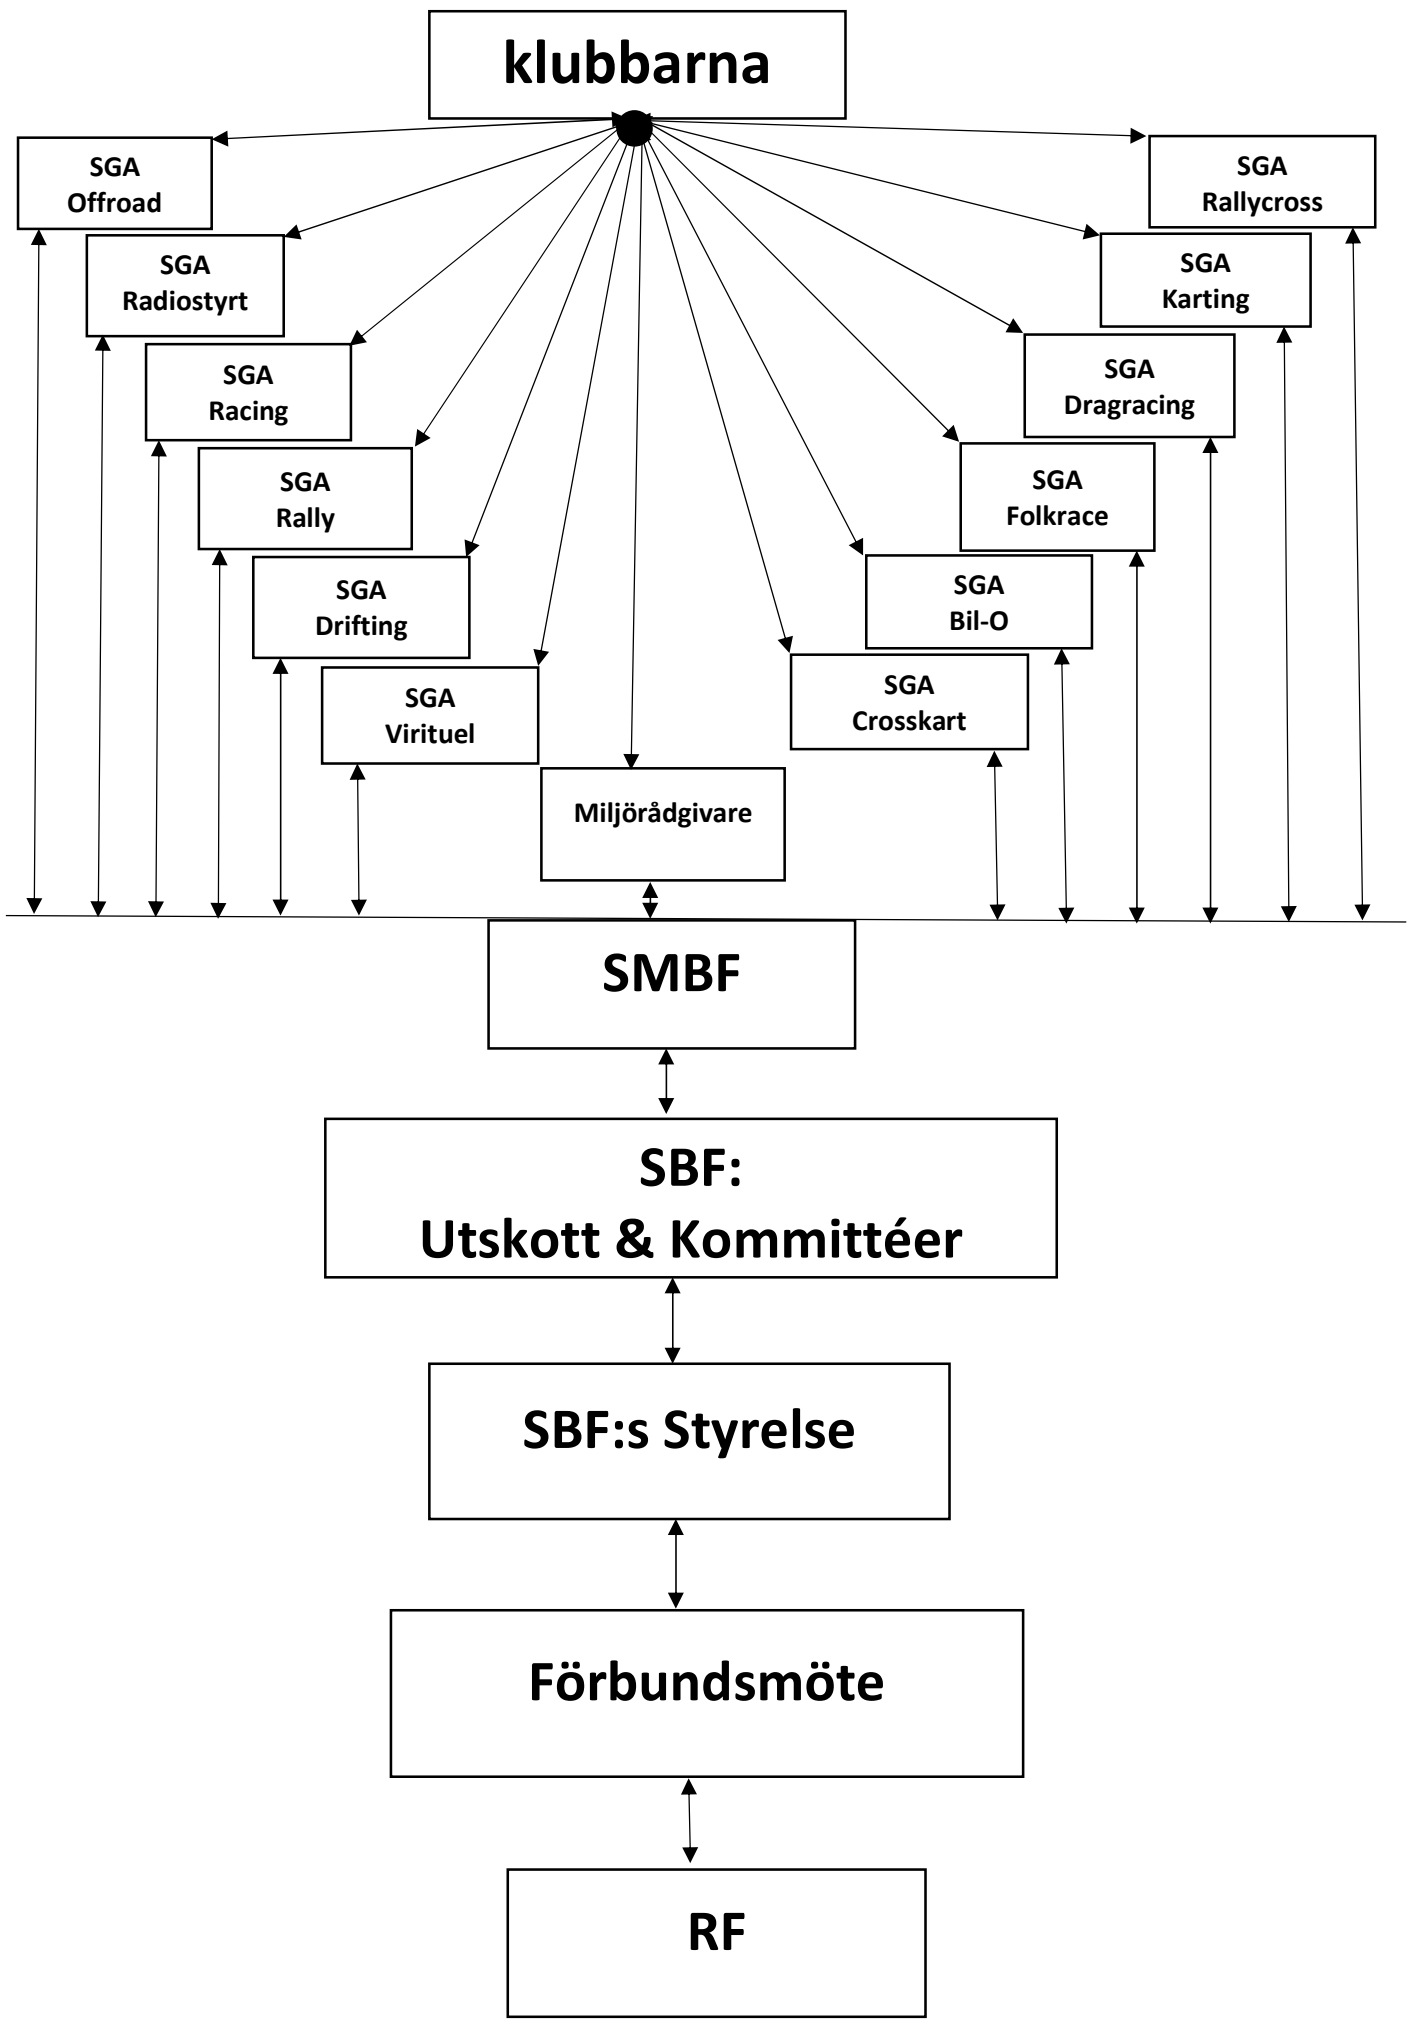 klubbarna
SGA
Offroad
SGA
Rallycross
SGA
Radiostyrt
SGA
Karting
SGA
Racing
SGA
Dragracing
SGA
Rally
SGA
Folkrace
SGA
Drifting
SGA
Bil-O
SGA
Virituel
SGA
Crosskart
Miljörådgivare
SMBF
SBF:
Utskott & Kommittéer
SBF:s Styrelse
Förbundsmöte
RF